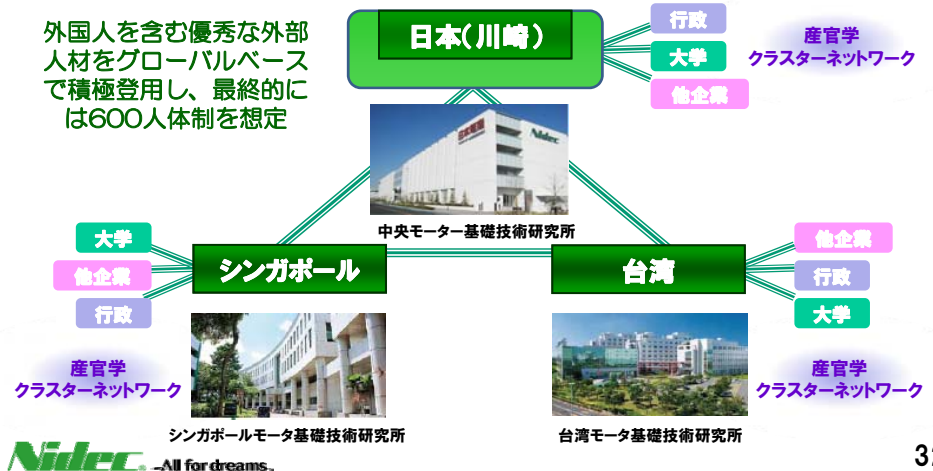 外国人を含む優秀な外部
人材をグローバルベース
で積極登用し、最終的に
は600人体制を想定
日本（川崎）
行政
大学
他企業
産官学
クラスターネットワーク
日本電産
Nidec
中央モーター基礎技術研究所
大学
他企業
行政
シンガポール
台湾
他企業
行政
大学
産官学
クラスターネットワーク
産官学
クラスターネットワーク
シンガポールモータ基礎技術研究所
台湾モータ基礎技術研究所
Nidec
-All for dreams